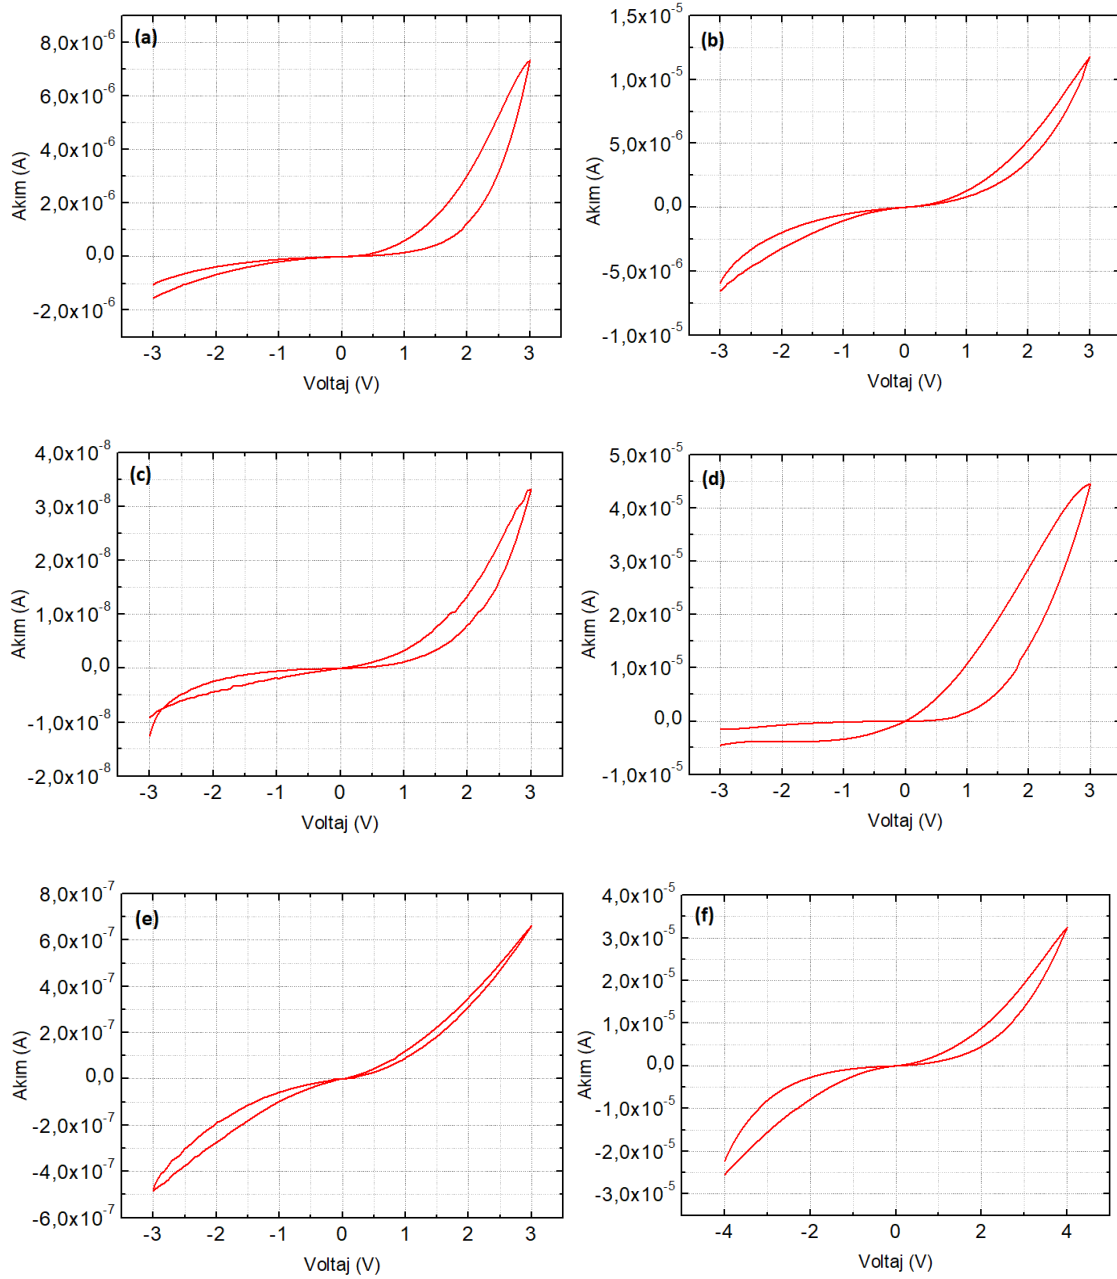 (a)
8,0x10⁻⁶
6,0x10⁻⁶
4,0x10⁻⁶
2,0x10⁻⁶
0,0
-2,0x10⁻⁶
Akım (A)
-3 -2 -1 0 1 2 3
Voltaj (V)
(b)
1,5x10⁻⁵
1,0x10⁻⁵
5,0x10⁻⁶
0,0
-5,0x10⁻⁶
-1,0x10⁻⁵
Akım (A)
-3 -2 -1 0 1 2 3
Voltaj (V)
(c)
4,0x10⁻⁸
3,0x10⁻⁸
2,0x10⁻⁸
1,0x10⁻⁸
0,0
-1,0x10⁻⁸
-2,0x10⁻⁸
Akım (A)
-3 -2 -1 0 1 2 3
Voltaj (V)
(d)
5,0x10⁻⁵
4,0x10⁻⁵
3,0x10⁻⁵
2,0x10⁻⁵
1,0x10⁻⁵
0,0
-1,0x10⁻⁵
Akım (A)
-3 -2 -1 0 1 2 3
Voltaj (V)
(e)
8,0x10⁻⁷
6,0x10⁻⁷
4,0x10⁻⁷
2,0x10⁻⁷
0,0
-2,0x10⁻⁷
-4,0x10⁻⁷
-6,0x10⁻⁷
Akım (A)
-3 -2 -1 0 1 2 3
Voltaj (V)
(f)
4,0x10⁻⁵
3,0x10⁻⁵
2,0x10⁻⁵
1,0x10⁻⁵
0,0
-1,0x10⁻⁵
-2,0x10⁻⁵
-3,0x10⁻⁵
Akım (A)
-4 -2 0 2 4
Voltaj (V)